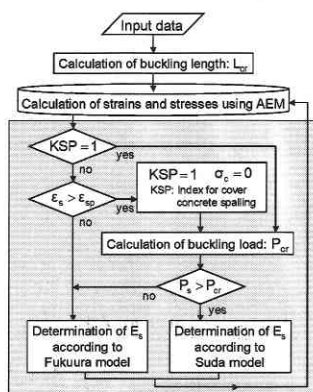 Input data
Calculation of buckling length: Lcr
Calculation of strains and stresses using AEM
KSP=1
yes
no
εs>εsp
yes
no
KSP=1 σc=0
KSP: Index for cover
concrete spalling
Calculation of buckling load: Pcr
Ps>Pcr
no
yes
Determination of Es
according to
Fukuura model
Determination of Es
according to
Suda model